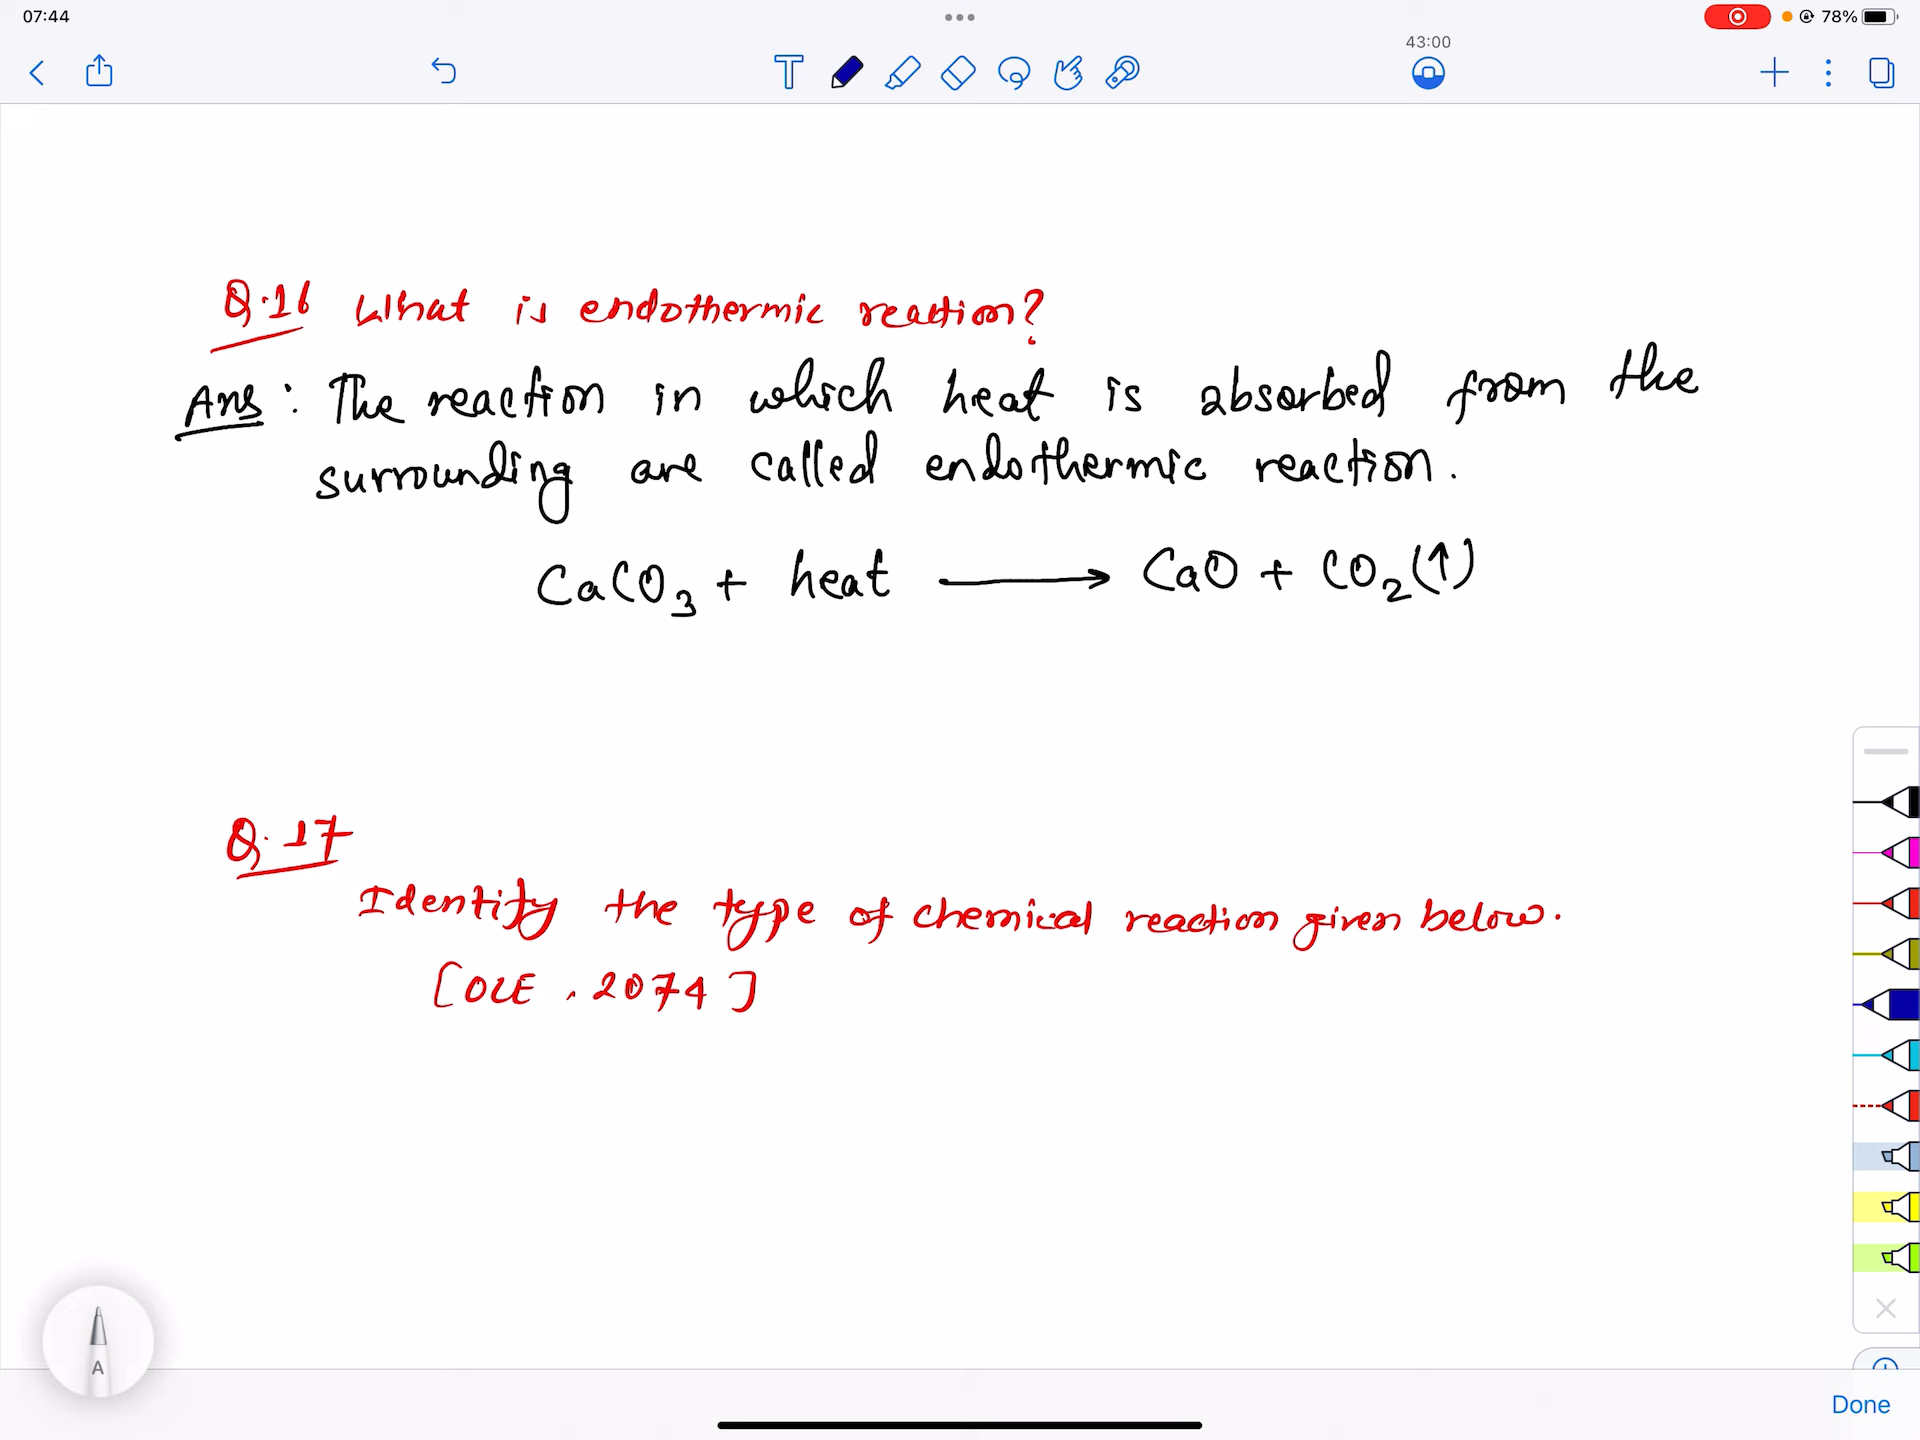 07:44
78%
43:00
T
Q.16 What is endothermic reaction?
Ans : The reaction in which heat is absorbed from the
surrounding are called endothermic reaction.
CaCO₃ + heat ⟶ CaO + CO₂(↑)
Q.17
Identify the type of chemical reaction given below.
[OLE . 2074]
A
Done